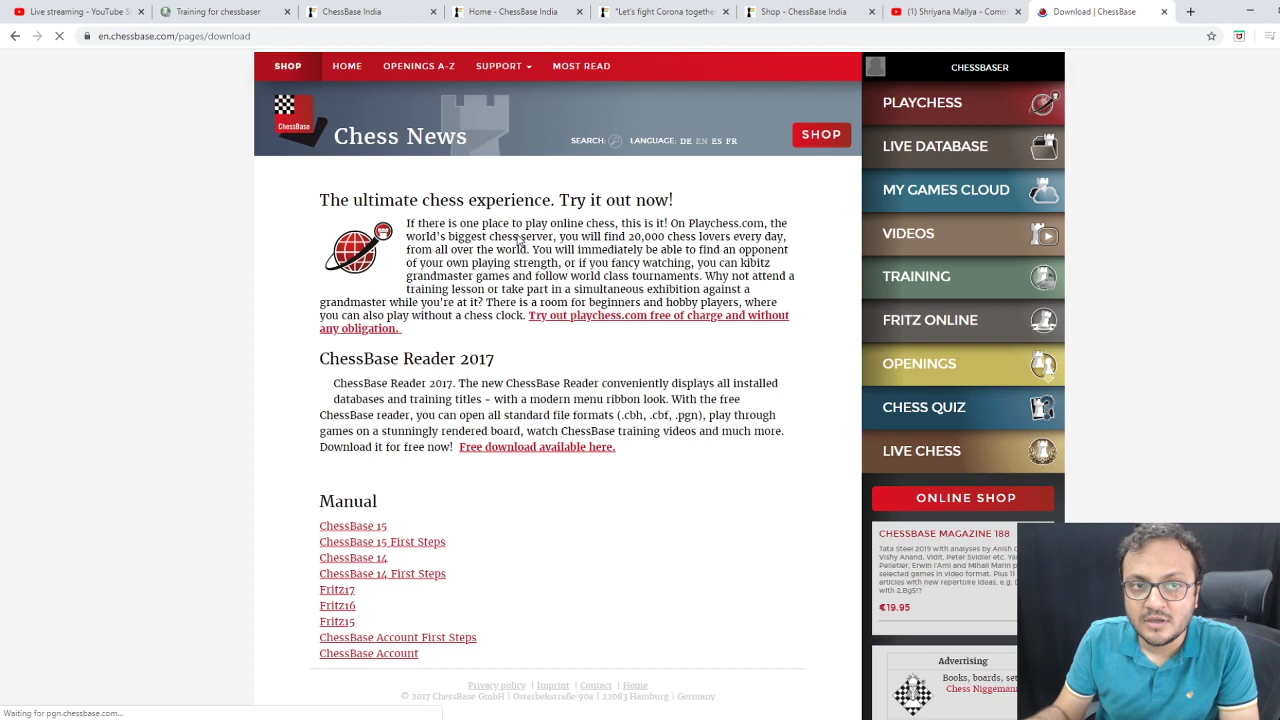 Live streaming - YouTube S
Training for chessbaser
ChessBase India
Home - ChessBase India
"Let's fight Corona together
Shop - ChessBase India
(1) Shriyana Mallya - Comm
Download | ChessBase
en.chessbase.com/pages/download
SHOP
HOME
OPENINGS A-Z
SUPPORT
MOST READ
ChessBase
Chess News
SEARCH:
LANGUAGE: DE EN ES FR
SHOP
The ultimate chess experience. Try it out now!
If there is one place to play online chess, this is it! On Playchess.com, the
world's biggest chess server, you will find 20,000 chess lovers every day,
from all over the world. You will immediately be able to find an opponent
of your own playing strength, or if you fancy watching, you can kibitz
grandmaster games and follow world class tournaments. Why not attend a
training lesson or take part in a simultaneous exhibition against a
grandmaster while you're at it? There is a room for beginners and hobby players, where
you can also play without a chess clock. Try out playchess.com free of charge and without
any obligation.
ChessBase Reader 2017
ChessBase Reader 2017. The new ChessBase Reader conveniently displays all installed
databases and training titles - with a modern menu ribbon look. With the free
ChessBase reader, you can open all standard file formats (.cbh, .cbf, .pgn), play through
games on a stunningly rendered board, watch ChessBase training videos and much more.
Download it for free now! Free download available here.
Manual
ChessBase 15
ChessBase 15 First Steps
ChessBase 14
ChessBase 14 First Steps
Fritz17
Fritz16
Fritz15
ChessBase Account First Steps
ChessBase Account
Privacy policy | Imprint | Contact | Home
© 2017 ChessBase GmbH | Osterbekstraße 90a | 22083 Hamburg | Germany
CHESSBASER
PLAYCHESS
LIVE DATABASE
MY GAMES CLOUD
VIDEOS
TRAINING
FRITZ ONLINE
OPENINGS
CHESS QUIZ
LIVE CHESS
ONLINE SHOP
CHESSBASE MAGAZINE 188
Tata Steel 2019 with analyses by Anish G
Vishy Anand, Vidit, Peter Svidler etc.
Pelletier, Erwin l'Ami and Mihail Marin p
selected games in video format. Plus 11
articles with new repertoire ideas, e.g.
with 2.Bg5!?
€19.95
Advertising
Books, boards, set
Chess Niggemann
Waiting for pgn.chessbase.com...